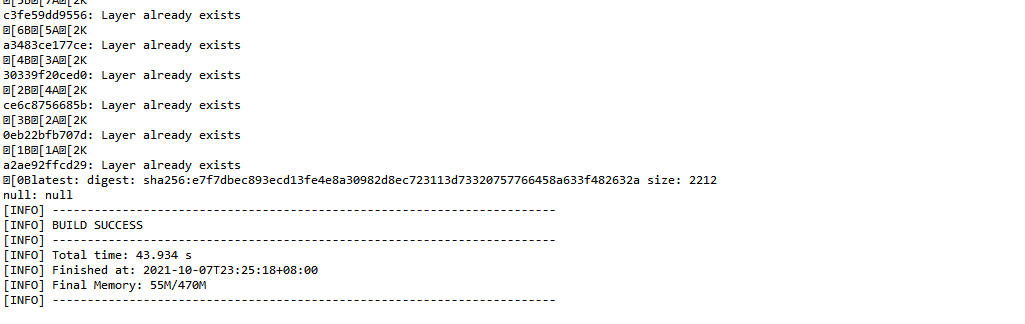 [3B[7A[2K
c3fe59dd9556: Layer already exists
[6B[5A[2K
a3483ce177ce: Layer already exists
[4B[3A[2K
30339f20ced0: Layer already exists
[2B[4A[2K
ce6c8756685b: Layer already exists
[3B[2A[2K
0eb22bfb707d: Layer already exists
[1B[1A[2K
a2ae92ffcd29: Layer already exists
[0Blatest: digest: sha256:e7f7dbec893ecd13fe4e8a30982d8ec723113d73320757766458a633f482632a size: 2212
null: null
[INFO] ------------------------------------------------------------------------
[INFO] BUILD SUCCESS
[INFO] ------------------------------------------------------------------------
[INFO] Total time: 43.934 s
[INFO] Finished at: 2021-10-07T23:25:18+08:00
[INFO] Final Memory: 55M/470M
[INFO] ------------------------------------------------------------------------